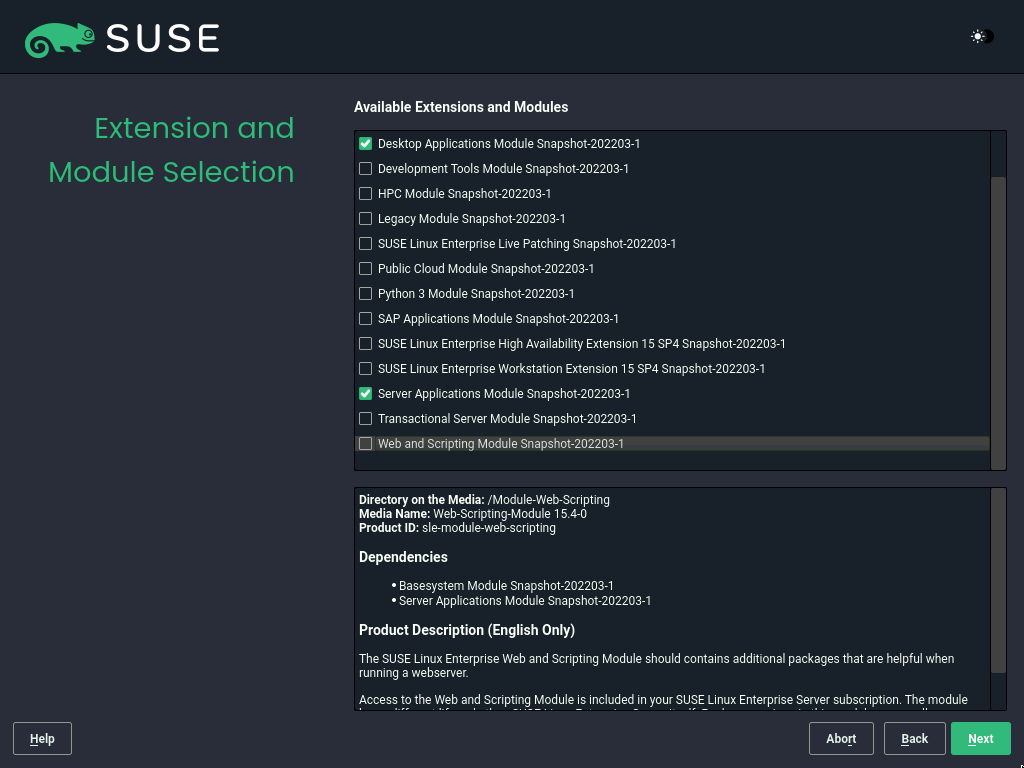 SUSE
Extension and
Module Selection
Available Extensions and Modules
Desktop Applications Module Snapshot-202203-1
Development Tools Module Snapshot-202203-1
HPC Module Snapshot-202203-1
Legacy Module Snapshot-202203-1
SUSE Linux Enterprise Live Patching Snapshot-202203-1
Public Cloud Module Snapshot-202203-1
Python 3 Module Snapshot-202203-1
SAP Applications Module Snapshot-202203-1
SUSE Linux Enterprise High Availability Extension 15 SP4 Snapshot-202203-1
SUSE Linux Enterprise Workstation Extension 15 SP4 Snapshot-202203-1
Server Applications Module Snapshot-202203-1
Transactional Server Module Snapshot-202203-1
Web and Scripting Module Snapshot-202203-1
Directory on the Media: /Module-Web-Scripting
Media Name: Web-Scripting-Module 15.4-0
Product ID: sle-module-web-scripting
Dependencies
• Basesystem Module Snapshot-202203-1
• Server Applications Module Snapshot-202203-1
Product Description (English Only)
The SUSE Linux Enterprise Web and Scripting Module should contains additional packages that are helpful when
running a webserver.
Access to the Web and Scripting Module is included in your SUSE Linux Enterprise Server subscription. The module
Help
Abort
Back
Next